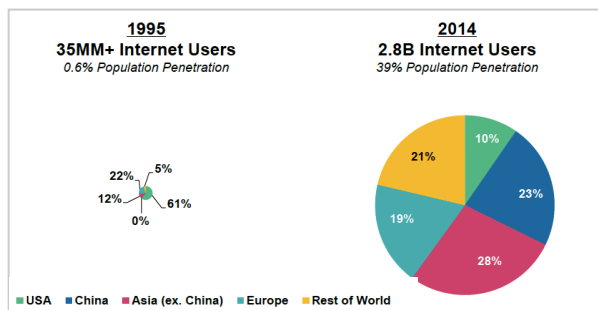 1995
35MM+ Internet Users
0.6% Population Penetration
22%
5%
12%
61%
0%
2014
2.8B Internet Users
39% Population Penetration
10%
21%
23%
19%
28%
USA China Asia (ex. China) Europe Rest of World